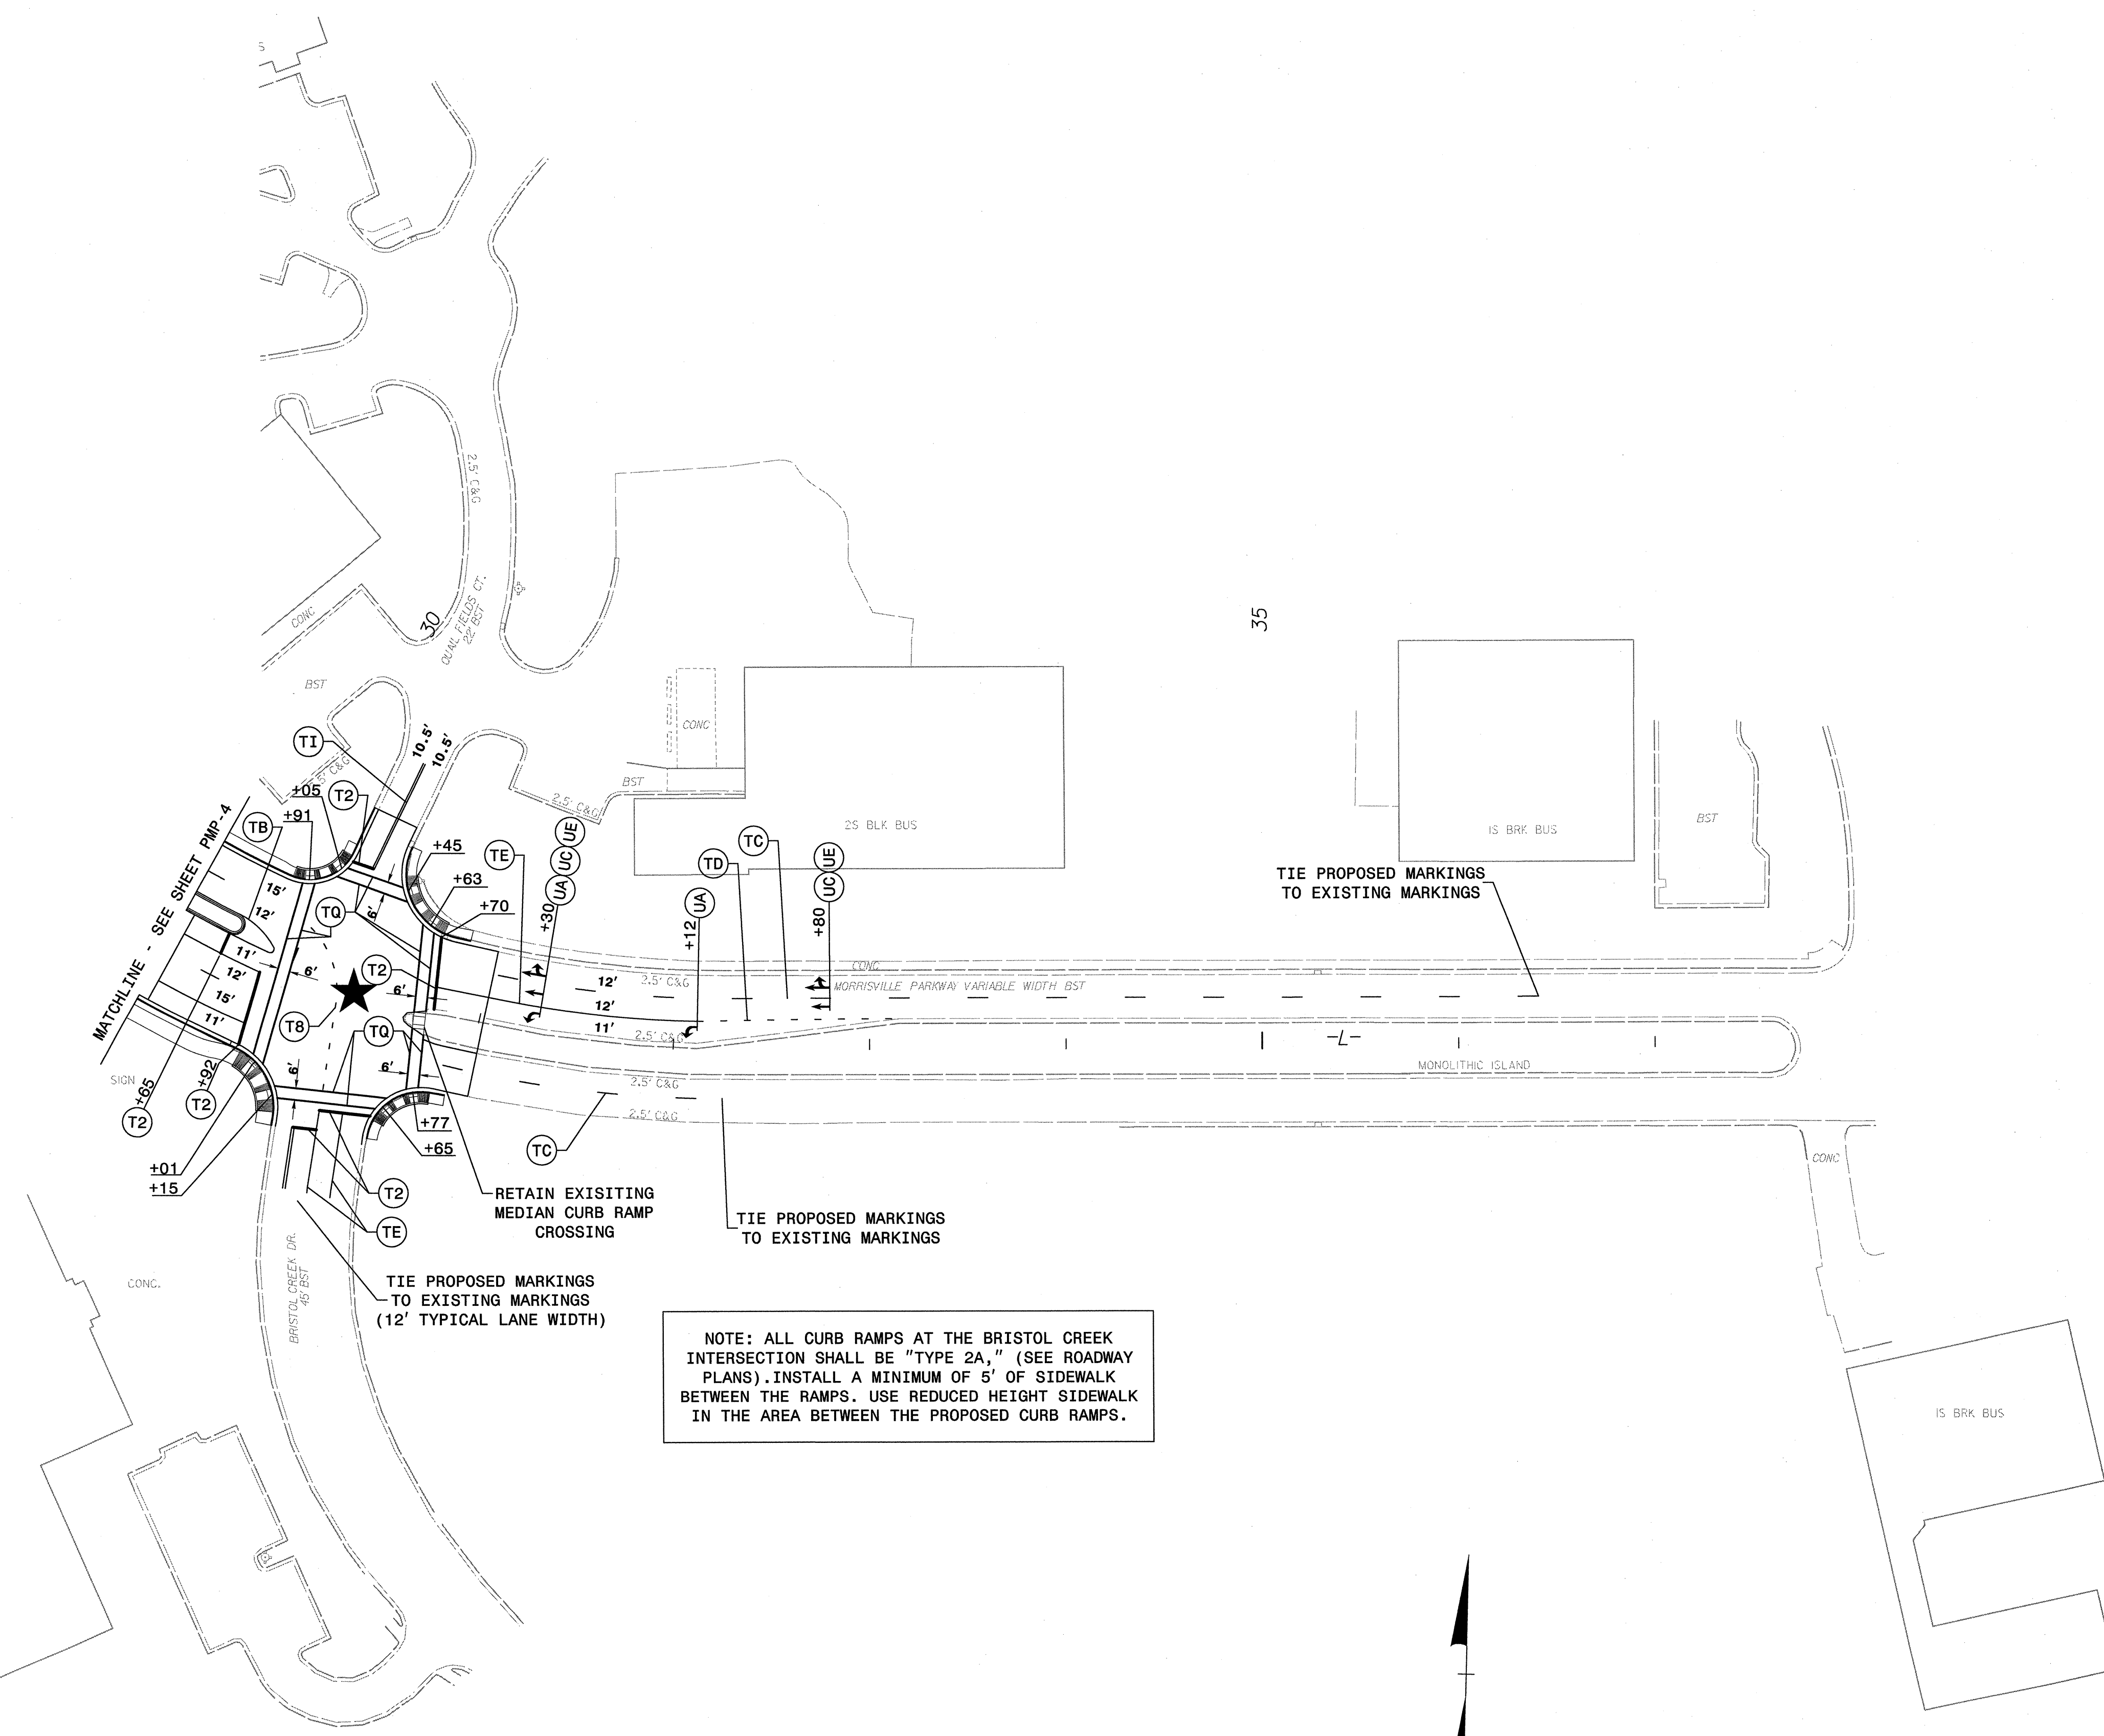 S
2.5' C&G
30
QUAIL FIELDS CT.
22' BST
CONC
BST
35
CONC
BST
2.5' C&G
2S BLK BUS
1S BRK BUS
BST
TI
10.5'
10.5'
5' C&G
+05
T2
+91
TB
MATCHLINE - SEE SHEET PMP-4
+45
TE
UA UC UE
+30
+63
+70
TC
TD
UC UE
+80
UA
+12
TIE PROPOSED MARKINGS
TO EXISTING MARKINGS
15'
12'
TQ
6'
11'
12'
15'
11'
6'
T2
6'
T8
TQ
6'
6'
12'
12'
11'
2.5' C&G
CONC
MORRISVILLE PARKWAY VARIABLE WIDTH BST
2.5' C&G
-L-
MONOLITHIC ISLAND
2.5' C&G
2.5' C&G
SIGN
+65
T2
+92
T2
+77
+65
TC
+01
+15
T2
TE
RETAIN EXISITING
MEDIAN CURB RAMP
CROSSING
TIE PROPOSED MARKINGS
TO EXISTING MARKINGS
CONC
CONC.
BRISTOL CREEK DR.
45' BST
TIE PROPOSED MARKINGS
TO EXISTING MARKINGS
(12' TYPICAL LANE WIDTH)
NOTE: ALL CURB RAMPS AT THE BRISTOL CREEK
INTERSECTION SHALL BE "TYPE 2A," (SEE ROADWAY
PLANS).INSTALL A MINIMUM OF 5' OF SIDEWALK
BETWEEN THE RAMPS. USE REDUCED HEIGHT SIDEWALK
IN THE AREA BETWEEN THE PROPOSED CURB RAMPS.
1S BRK BUS